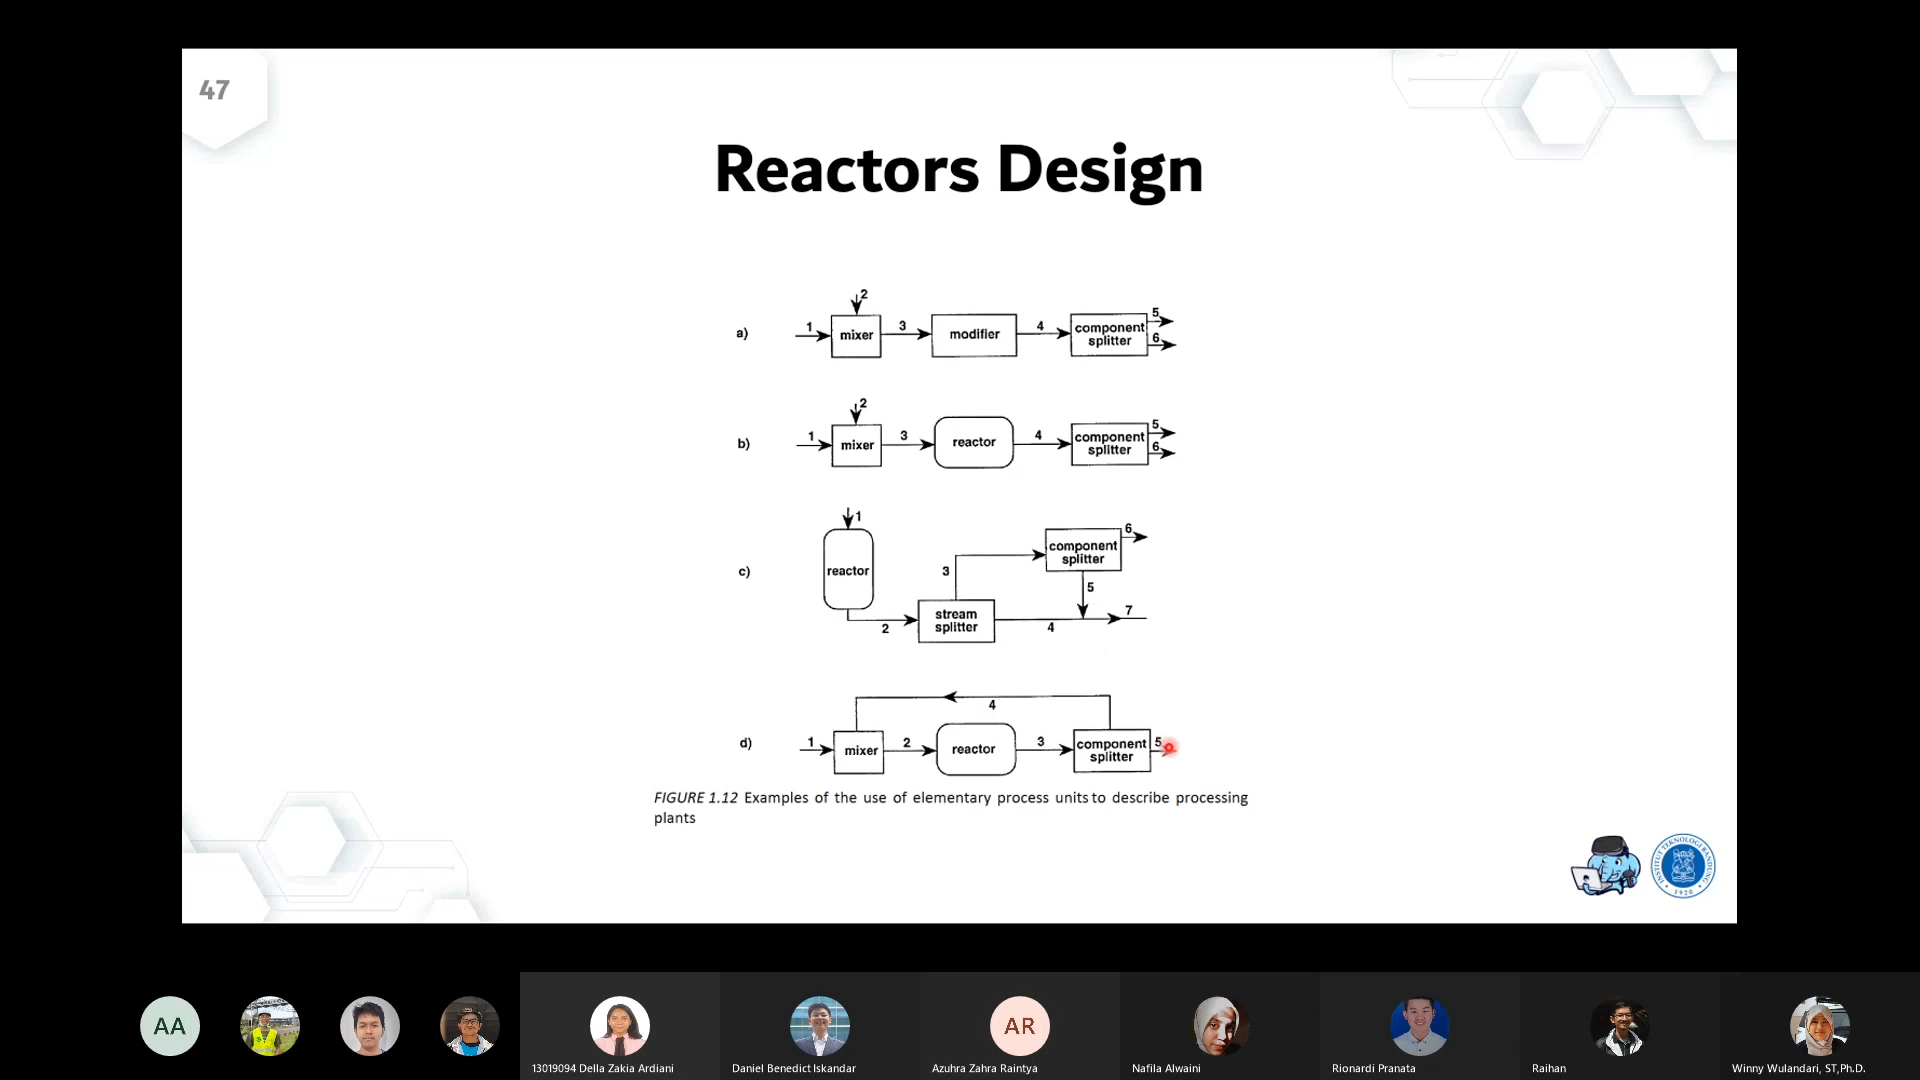 47
Reactors Design
a)
1
2
mixer
3
modifier
4
component
splitter
5
6
b)
1
2
mixer
3
reactor
4
component
splitter
5
6
c)
1
reactor
2
stream
splitter
3
4
component
splitter
5
6
7
d)
1
mixer
2
reactor
3
component
splitter
4
5
FIGURE 1.12 Examples of the use of elementary process units to describe processing
plants
INSTITUT TEKNOLOGI BANDUNG
1920
AA
AR
13019094 Della Zakia Ardiani
Daniel Benedict Iskandar
Azuhra Zahra Raintya
Nafila Alwaini
Rionardi Pranata
Raihan
Winny Wulandari, ST,Ph.D.